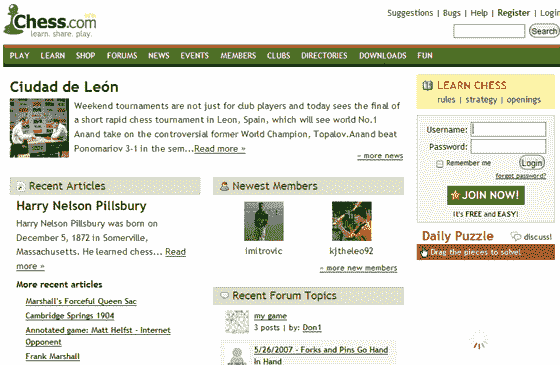 Suggestions | Bugs | Help | Register | Login
Chess.com
learn. share. play.
Search
PLAY LEARN SHOP FORUMS NEWS EVENTS MEMBERS CLUBS DIRECTORIES DOWNLOADS FUN
Ciudad de León
Weekend tournaments are not just for club players and today sees the final of
a short rapid chess tournament in Leon, Spain, which will see world No.1
Anand take on the controversial former World Champion, Topalov.Anand beat
Ponomariov 3-1 in the sem...Read more »
» more news
Recent Articles
Harry Nelson Pillsbury
Harry Nelson Pillsbury was born on
December 5, 1872 in Somerville,
Massachusetts. He learned chess... Read
more »
More recent articles
Marshall's Forceful Queen Sac
Cambridge Springs 1904
Annotated game: Matt Helfst - Internet
Opponent
Frank Marshall
Newest Members
imitrovic kjtheleo92
» more new members
Recent Forum Topics
my game
3 posts | by: Don1
5/26/2007 - Forks and Pins Go Hand
In Hand
LEARN CHESS
rules | strategy | openings
Username:
Password:
Remember me Login
forgot password?
JOIN NOW!
It's FREE and EASY!
Daily Puzzle discuss!
Drag the pieces to solve!